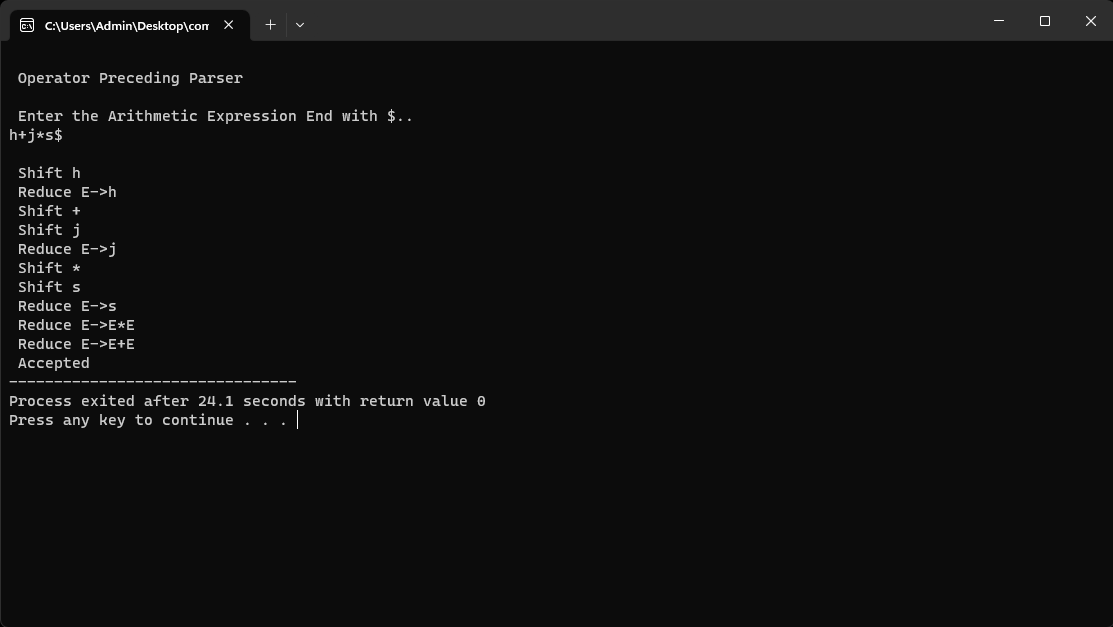 C:\Users\Admin\Desktop\com
Operator Preceding Parser
Enter the Arithmetic Expression End with $..
h+j*s$
Shift h
Reduce E->h
Shift +
Shift j
Reduce E->j
Shift *
Shift s
Reduce E->s
Reduce E->E*E
Reduce E->E+E
Accepted
--------------------------------
Process exited after 24.1 seconds with return value 0
Press any key to continue . . .